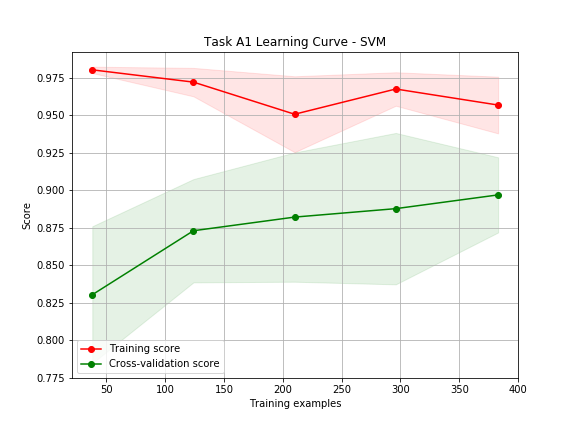 Task A1 Learning Curve - SVM
0.975
0.950
0.925
0.900
0.875
0.850
0.825
0.800
0.775
Score
Training score
Cross-validation score
50 100 150 200 250 300 350 400
Training examples